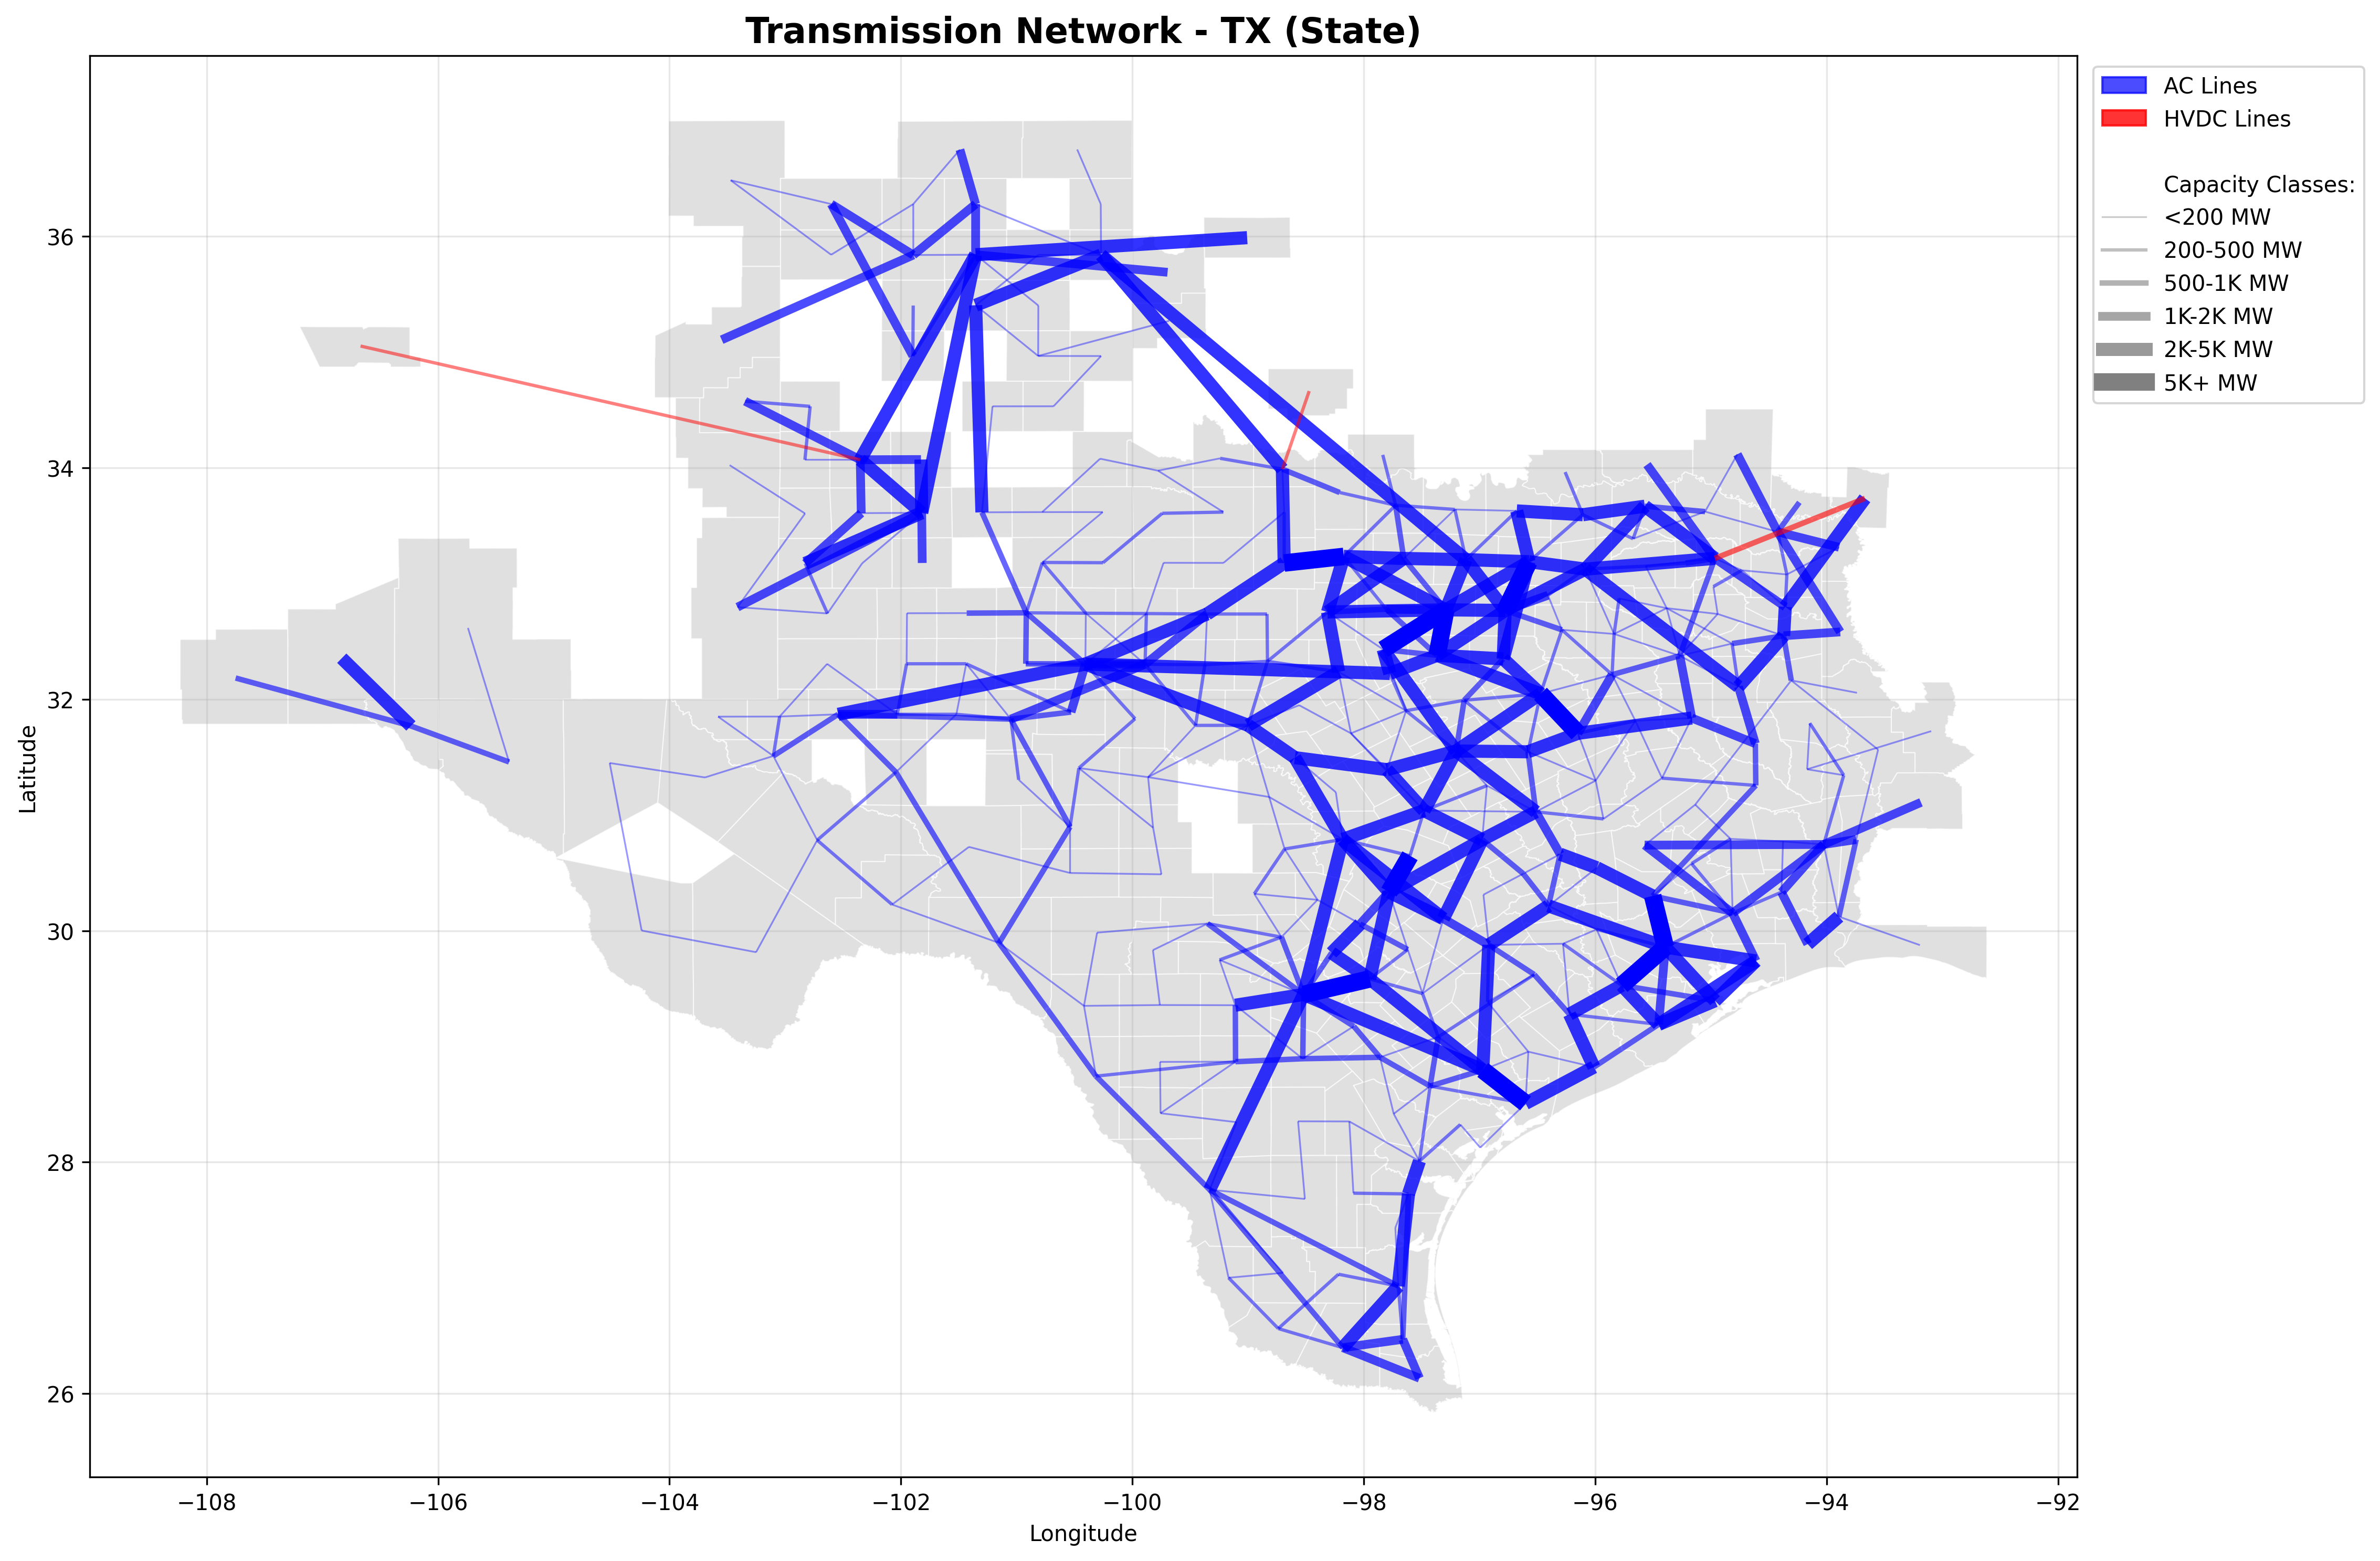 Transmission Network - TX (State)
AC Lines
HVDC Lines
Capacity Classes:
<200 MW
200-500 MW
500-1K MW
1K-2K MW
2K-5K MW
5K+ MW
Latitude
36
34
32
30
28
26
−108
−106
−104
−102
−100
−98
−96
−94
−92
Longitude